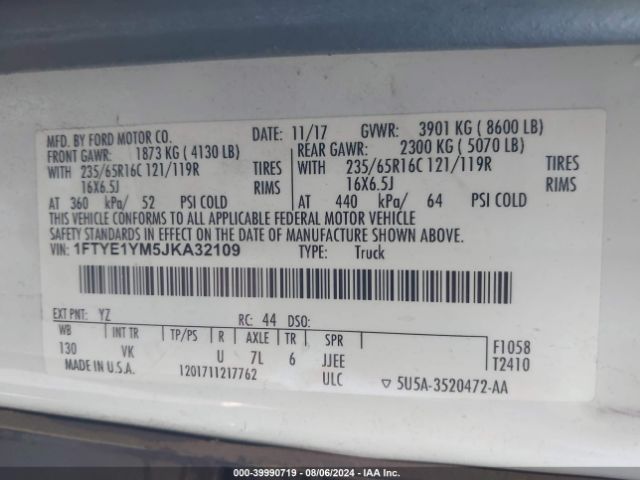 MFD. BY FORD MOTOR CO. DATE: 11/17 GVWR: 3901 KG ( 8600 LB)
FRONT GAWR: 1873 KG ( 4130 LB) REAR GAWR: 2300 KG ( 5070 LB)
WITH 235/65R16C 121/119R TIRES WITH 235/65R16C 121/119R TIRES
16X6.5J RIMS 16X6.5J RIMS
AT 360 kPa/ 52 PSI COLD AT 440 kPa/ 64 PSI COLD
THIS VEHICLE CONFORMS TO ALL APPLICABLE FEDERAL MOTOR VEHICLE
SAFETY STANDARDS IN EFFECT ON THE DATE OF MANUFACTURE SHOWN ABOVE.
VIN: 1FTYE1YM5JKA32109 TYPE: Truck
EXT PNT: YZ RC: 44 DSO:
WB INT TR TP/PS R AXLE TR SPR F1058
130 VK U 7L 6 JJEE T2410
MADE IN U.S.A. 1201711217762 ULC ▽ 5U5A-3520472-AA
000-39990719 - 08/06/2024 - IAAI.com